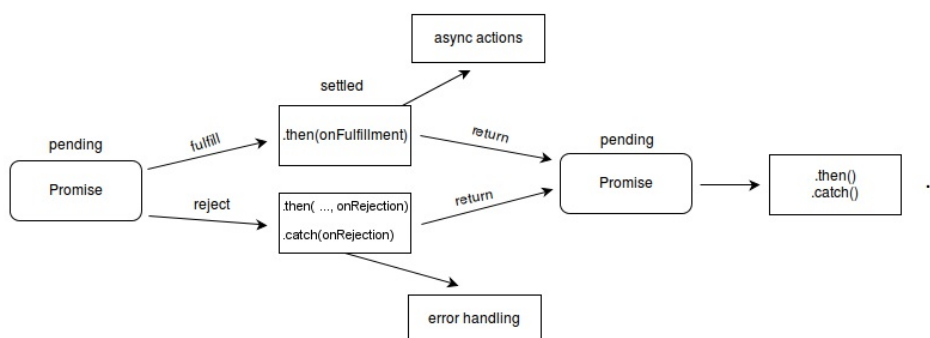 async actions
settled
.then(onFulfillment)
fulfill
return
pending
Promise
pending
Promise
.then()
.catch()
.
reject
.then( ..., onRejection)
.catch(onRejection)
return
error handling